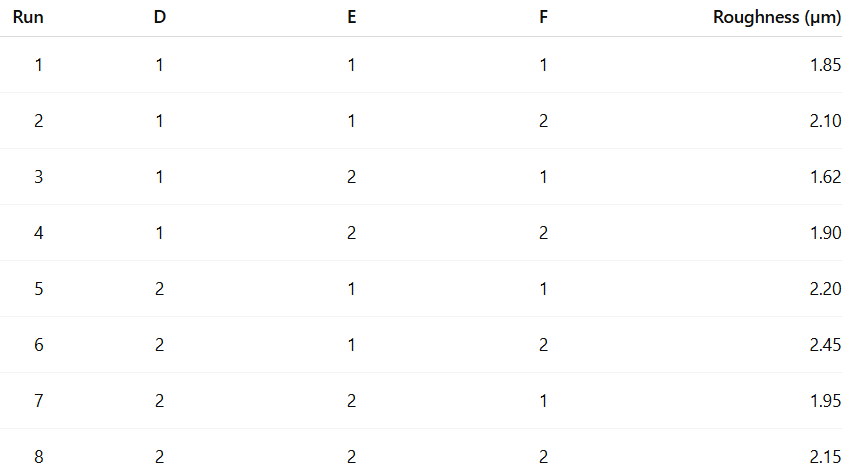 Run D E F Roughness (μm)
1 1 1 1 1.85
2 1 1 2 2.10
3 1 2 1 1.62
4 1 2 2 1.90
5 2 1 1 2.20
6 2 1 2 2.45
7 2 2 1 1.95
8 2 2 2 2.15